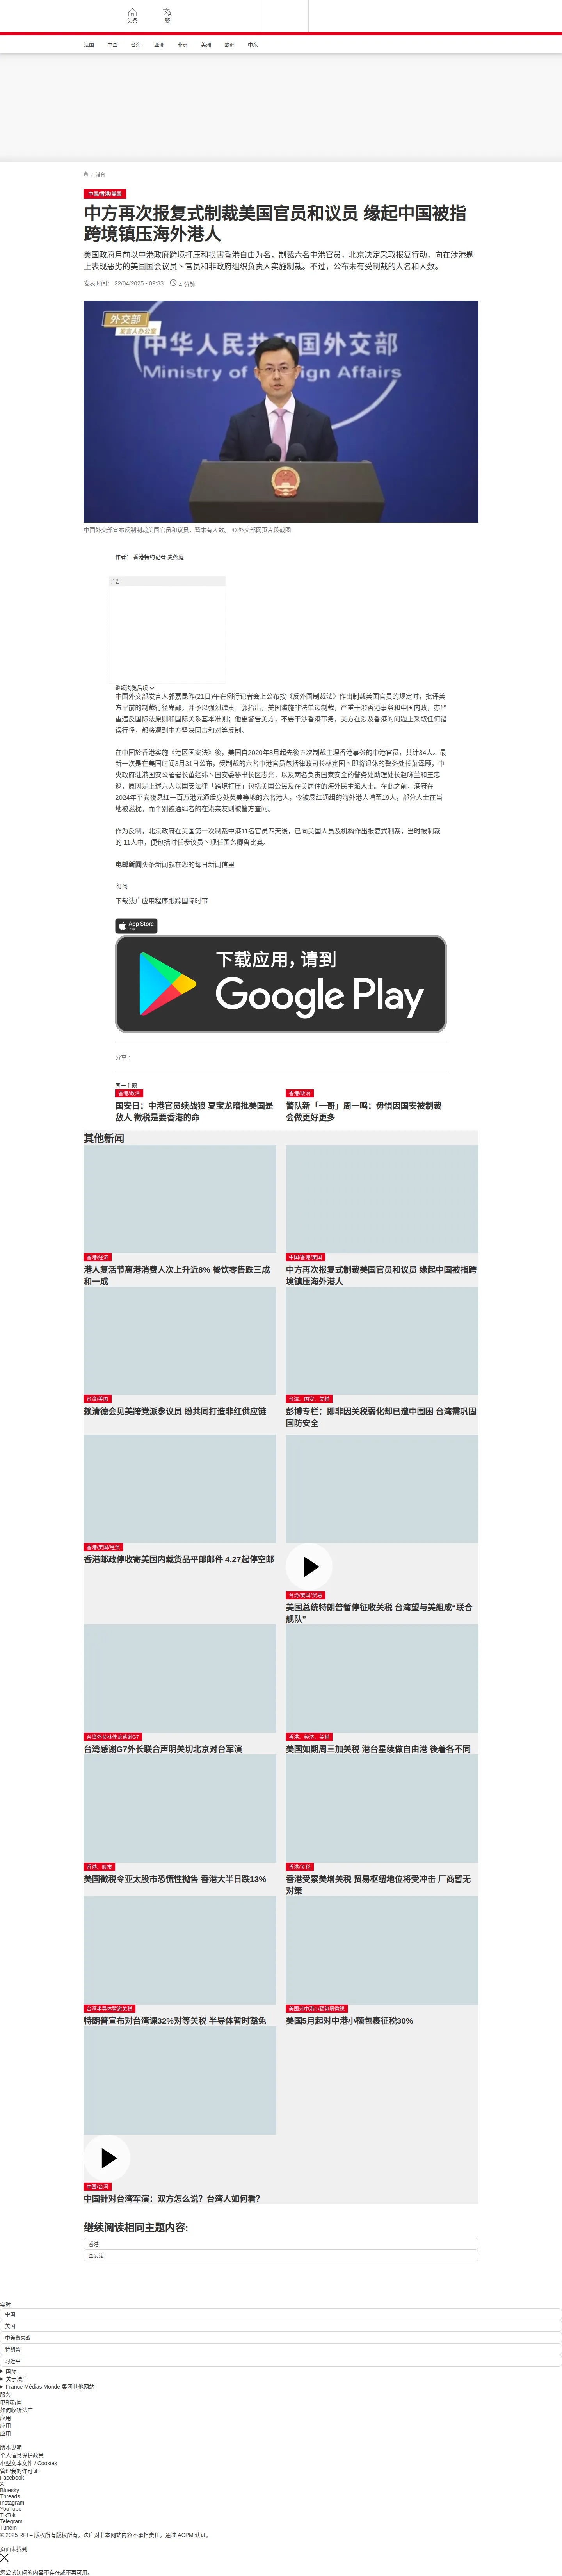 头条
繁
法国
中国
台海
亚洲
非洲
美洲
欧洲
中东
/ 港台
中国/香港/美国
中方再次报复式制裁美国官员和议员 缘起中国被指
跨境镇压海外港人
美国政府月前以中港政府跨境打压和损害香港自由为名，制裁六名中港官员，北京决定采取报复行动，向在涉港题
上表现恶劣的美国国会议员丶官员和非政府组织负责人实施制裁。不过，公布未有受制裁的人名和人数。
发表时间： 22/04/2025 - 09:33
4 分钟
外交部
发言人办公室
中华人民共和国外交部
Ministry of Foreign Affairs
中国外交部宣布反制制裁美国官员和议员，暂未有人数。 © 外交部网页片段截图
作者： 香港特约记者 麦燕庭
广告
继续浏览后续
中国外交部发言人郭嘉昆昨(21日)午在例行记者会上公布按《反外国制裁法》作出制裁美国官员的规定时，批评美
方早前的制裁行径卑鄙，并予以强烈谴责。郭指出，美国滥施非法单边制裁，严重干涉香港事务和中国内政，亦严
重违反国际法原则和国际关系基本准则；他更警告美方，不要干涉香港事务，美方在涉及香港的问题上采取任何错
误行径，都将遭到中方坚决回击和对等反制。
在中国於香港实施《港区国安法》後，美国自2020年8月起先後五次制裁主理香港事务的中港官员，共计34人。最
新一次是在美国时间3月31日公布，受制裁的六名中港官员包括律政司长林定国丶即将退休的警务处长萧泽颐，中
央政府驻港国安公署署长董经纬丶国安委秘书长区志光，以及两名负责国家安全的警务处助理处长赵咏兰和王忠
巡，原因是上述六人以国安法律「跨境打压」包括美国公民及在美居住的海外民主派人士。在此之前，港府在
2024年平安夜悬红一百万港元通缉身处英美等地的六名港人，令被悬红通缉的海外港人增至19人，部分人士在当
地被滋扰，而个别被通缉者的在港亲友则被警方查问。
作为反制，北京政府在美国第一次制裁中港11名官员四天後，已向美国人员及机构作出报复式制裁，当时被制裁
的 11人中，便包括时任参议员丶现任国务卿鲁比奥。
电邮新闻头条新闻就在您的每日新闻信里
订阅
下载法广应用程序跟踪国际时事
App Store
下载
下载应用，请到
Google Play
分享 :
同一主题
香港/政治
国安日：中港官员续战狼 夏宝龙暗批美国是
敌人 徵税是要香港的命
香港/政治
警队新「一哥」周一鸣：毋惧因国安被制裁
会做更好更多
其他新闻
香港/经济
港人复活节离港消费人次上升近8% 餐饮零售跌三成
和一成
中国/香港/美国
中方再次报复式制裁美国官员和议员 缘起中国被指跨
境镇压海外港人
台湾/美国
赖清德会见美跨党派参议员 盼共同打造非红供应链
台湾、国安、关税
彭博专栏：即非因关税弱化却已遭中围困 台湾需巩固
国防安全
香港/美国/经贸
香港邮政停收寄美国内载货品平邮邮件 4.27起停空邮
台湾/美国/贸易
美国总统特朗普暂停征收关税 台湾望与美組成“联合
舰队“
台湾外长林佳龙感谢G7
台湾感谢G7外长联合声明关切北京对台军演
香港、经济、关税
美国如期周三加关税 港台星续做自由港 後着各不同
香港、股市
美国徵税令亚太股市恐慌性抛售 香港大半日跌13%
香港/关税
香港受累美增关税 贸易枢纽地位将受冲击 厂商暂无
对策
台湾半导体暂避关税
特朗普宣布对台湾课32%对等关税 半导体暂时豁免
美国对中港小额包裹徵税
美国5月起对中港小额包裹征税30%
中国/台湾
中国针对台湾军演：双方怎么说？台湾人如何看?
继续阅读相同主题内容:
香港
国安法
实时
中国
美国
中美贸易战
特朗普
习近平
国际
关于法广
France Médias Monde 集团其他网站
服务
电邮新闻
如何收听法广
应用
应用
应用
版本说明
个人信息保护政策
小型文本文件 / Cookies
管理我的许可证
Facebook
X
Bluesky
Threads
Instagram
YouTube
TikTok
Telegram
TuneIn
© 2025 RFI – 版权所有版权所有。法广对非本网站内容不承担责任。通过 ACPM 认证。
页面未找到
您尝试访问的内容不存在或不再可用。